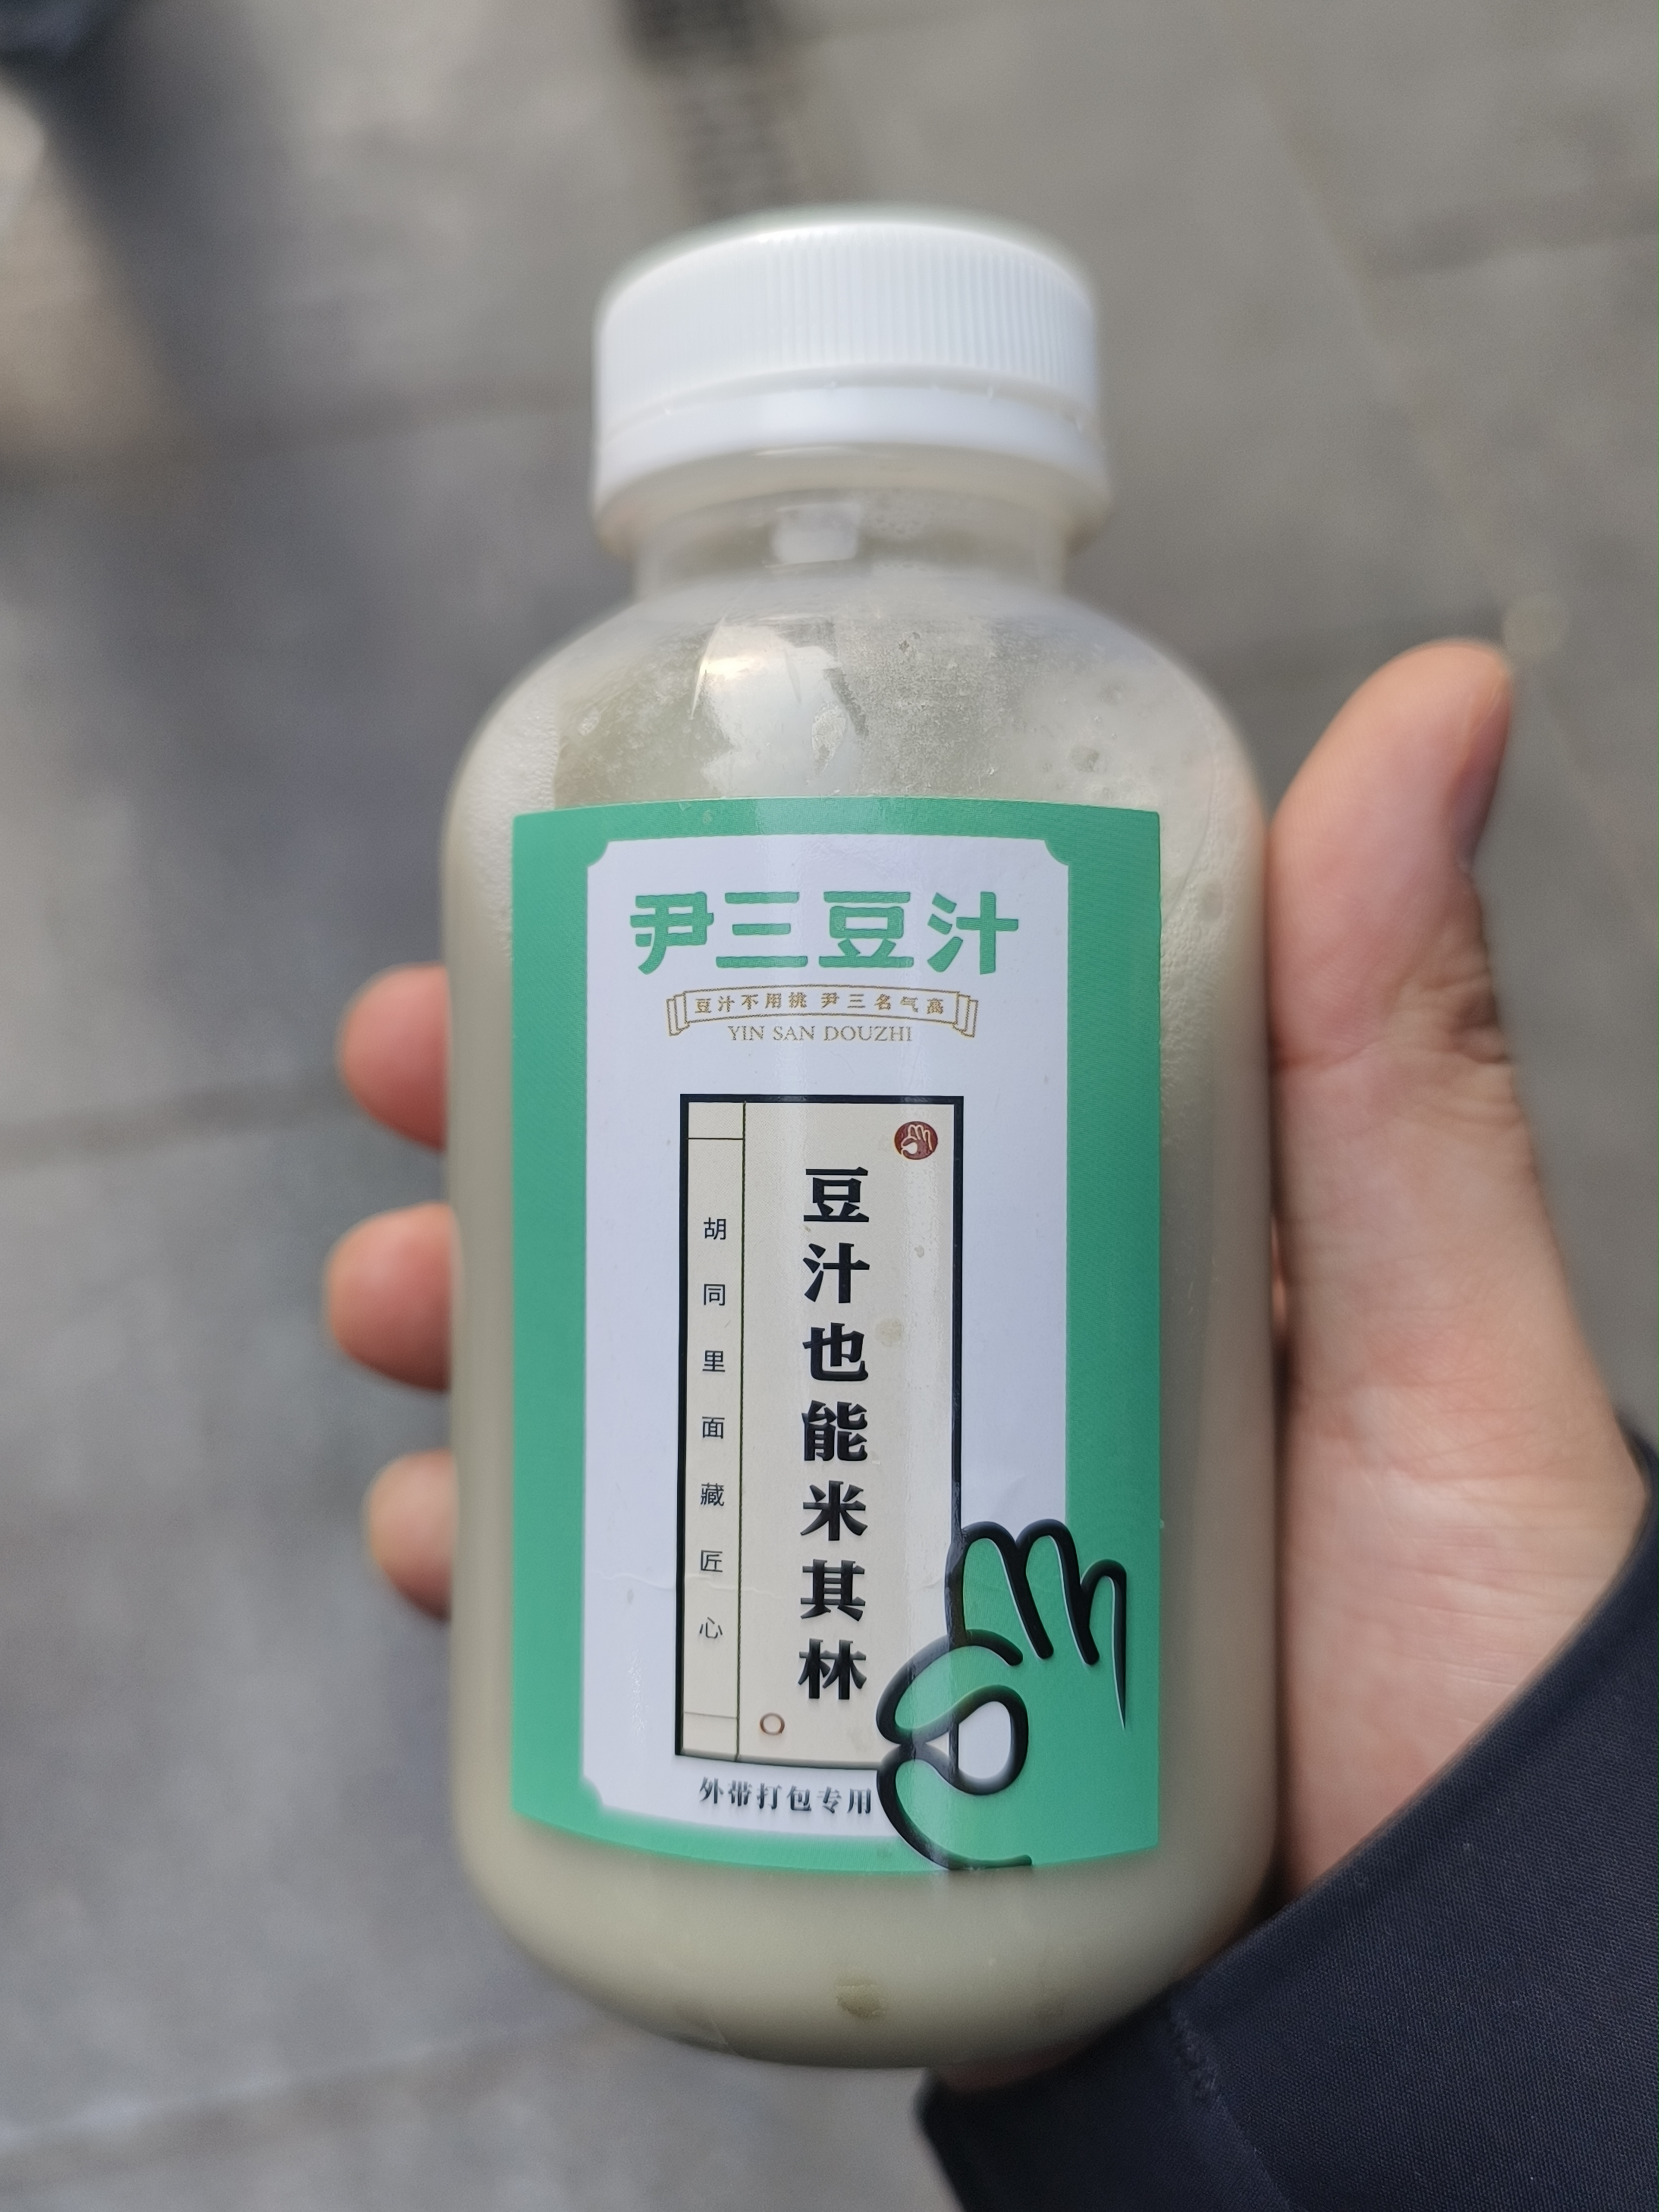 尹三豆汁
豆汁不用挑 尹三名气高
YIN SAN DOUZHI
豆汁也能米其林
胡同里面藏匠心
外带打包专用